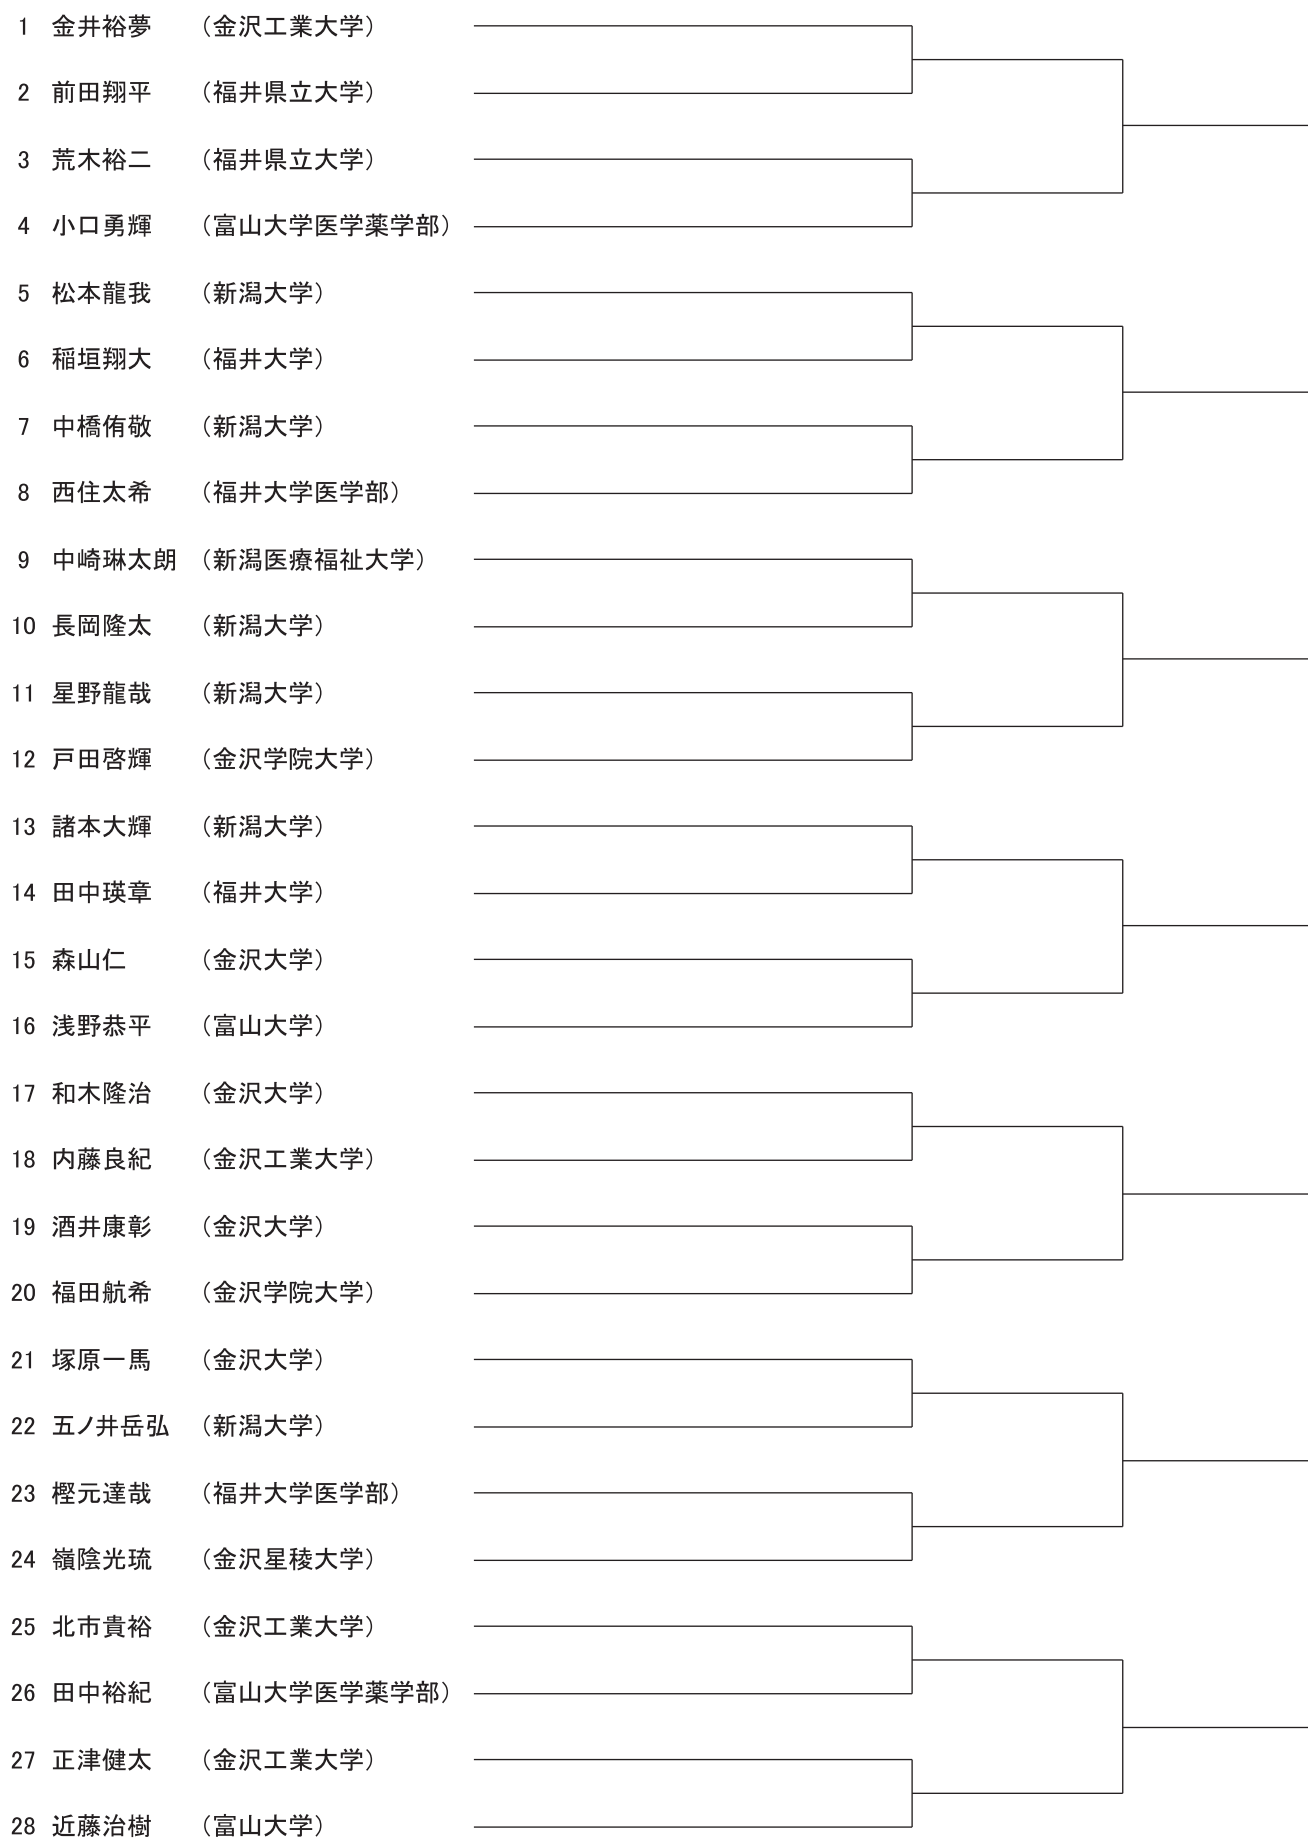 1 金井裕夢 （金沢工業大学）
2 前田翔平 （福井県立大学）
3 荒木裕二 （福井県立大学）
4 小口勇輝 （富山大学医学薬学部）
5 松本龍我 （新潟大学）
6 稲垣翔大 （福井大学）
7 中橋侑敬 （新潟大学）
8 西住太希 （福井大学医学部）
9 中崎琳太朗 （新潟医療福祉大学）
10 長岡隆太 （新潟大学）
11 星野龍哉 （新潟大学）
12 戸田啓輝 （金沢学院大学）
13 諸本大輝 （新潟大学）
14 田中瑛章 （福井大学）
15 森山仁 （金沢大学）
16 浅野恭平 （富山大学）
17 和木隆治 （金沢大学）
18 内藤良紀 （金沢工業大学）
19 酒井康彰 （金沢大学）
20 福田航希 （金沢学院大学）
21 塚原一馬 （金沢大学）
22 五ノ井岳弘 （新潟大学）
23 樫元達哉 （福井大学医学部）
24 嶺陰光琉 （金沢星稜大学）
25 北市貴裕 （金沢工業大学）
26 田中裕紀 （富山大学医学薬学部）
27 正津健太 （金沢工業大学）
28 近藤治樹 （富山大学）